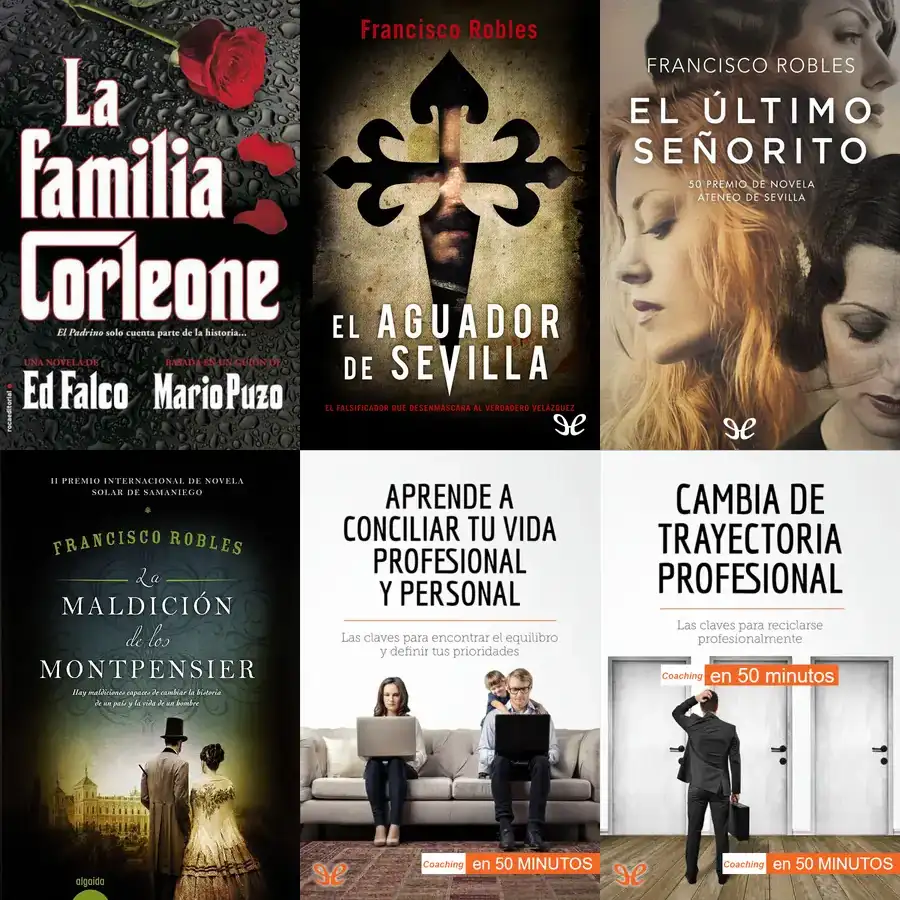 La
familia
Corleone
El Padrino solo cuenta parte de la historia...
UNA NOVELA DE
Ed Falco
BASADA EN UN GUIÓN DE
Mario Puzo
rocaeditorial
Francisco Robles
EL AGUADOR
DE SEVILLA
EL FALSIFICADOR QUE DESENMASCARA AL VERDADERO VELÁZQUEZ
FRANCISCO ROBLES
EL ÚLTIMO
SEÑORITO
50 PREMIO DE NOVELA
ATENEO DE SEVILLA
II PREMIO INTERNACIONAL DE NOVELA
SOLAR DE SAMANIEGO
FRANCISCO ROBLES
La
MALDICIÓN
de los
MONTPENSIER
Hay maldiciones capaces de cambiar la historia
de un país y la vida de un hombre
algaida
APRENDE A
CONCILIAR TU VIDA
PROFESIONAL
Y PERSONAL
Las claves para encontrar el equilibro
y definir tus prioridades
Coaching en 50 MINUTOS
CAMBIA DE
TRAYECTORIA
PROFESIONAL
Las claves para reciclarse
profesionalmente
Coaching en 50 minutos
Coaching en 50 MINUTOS